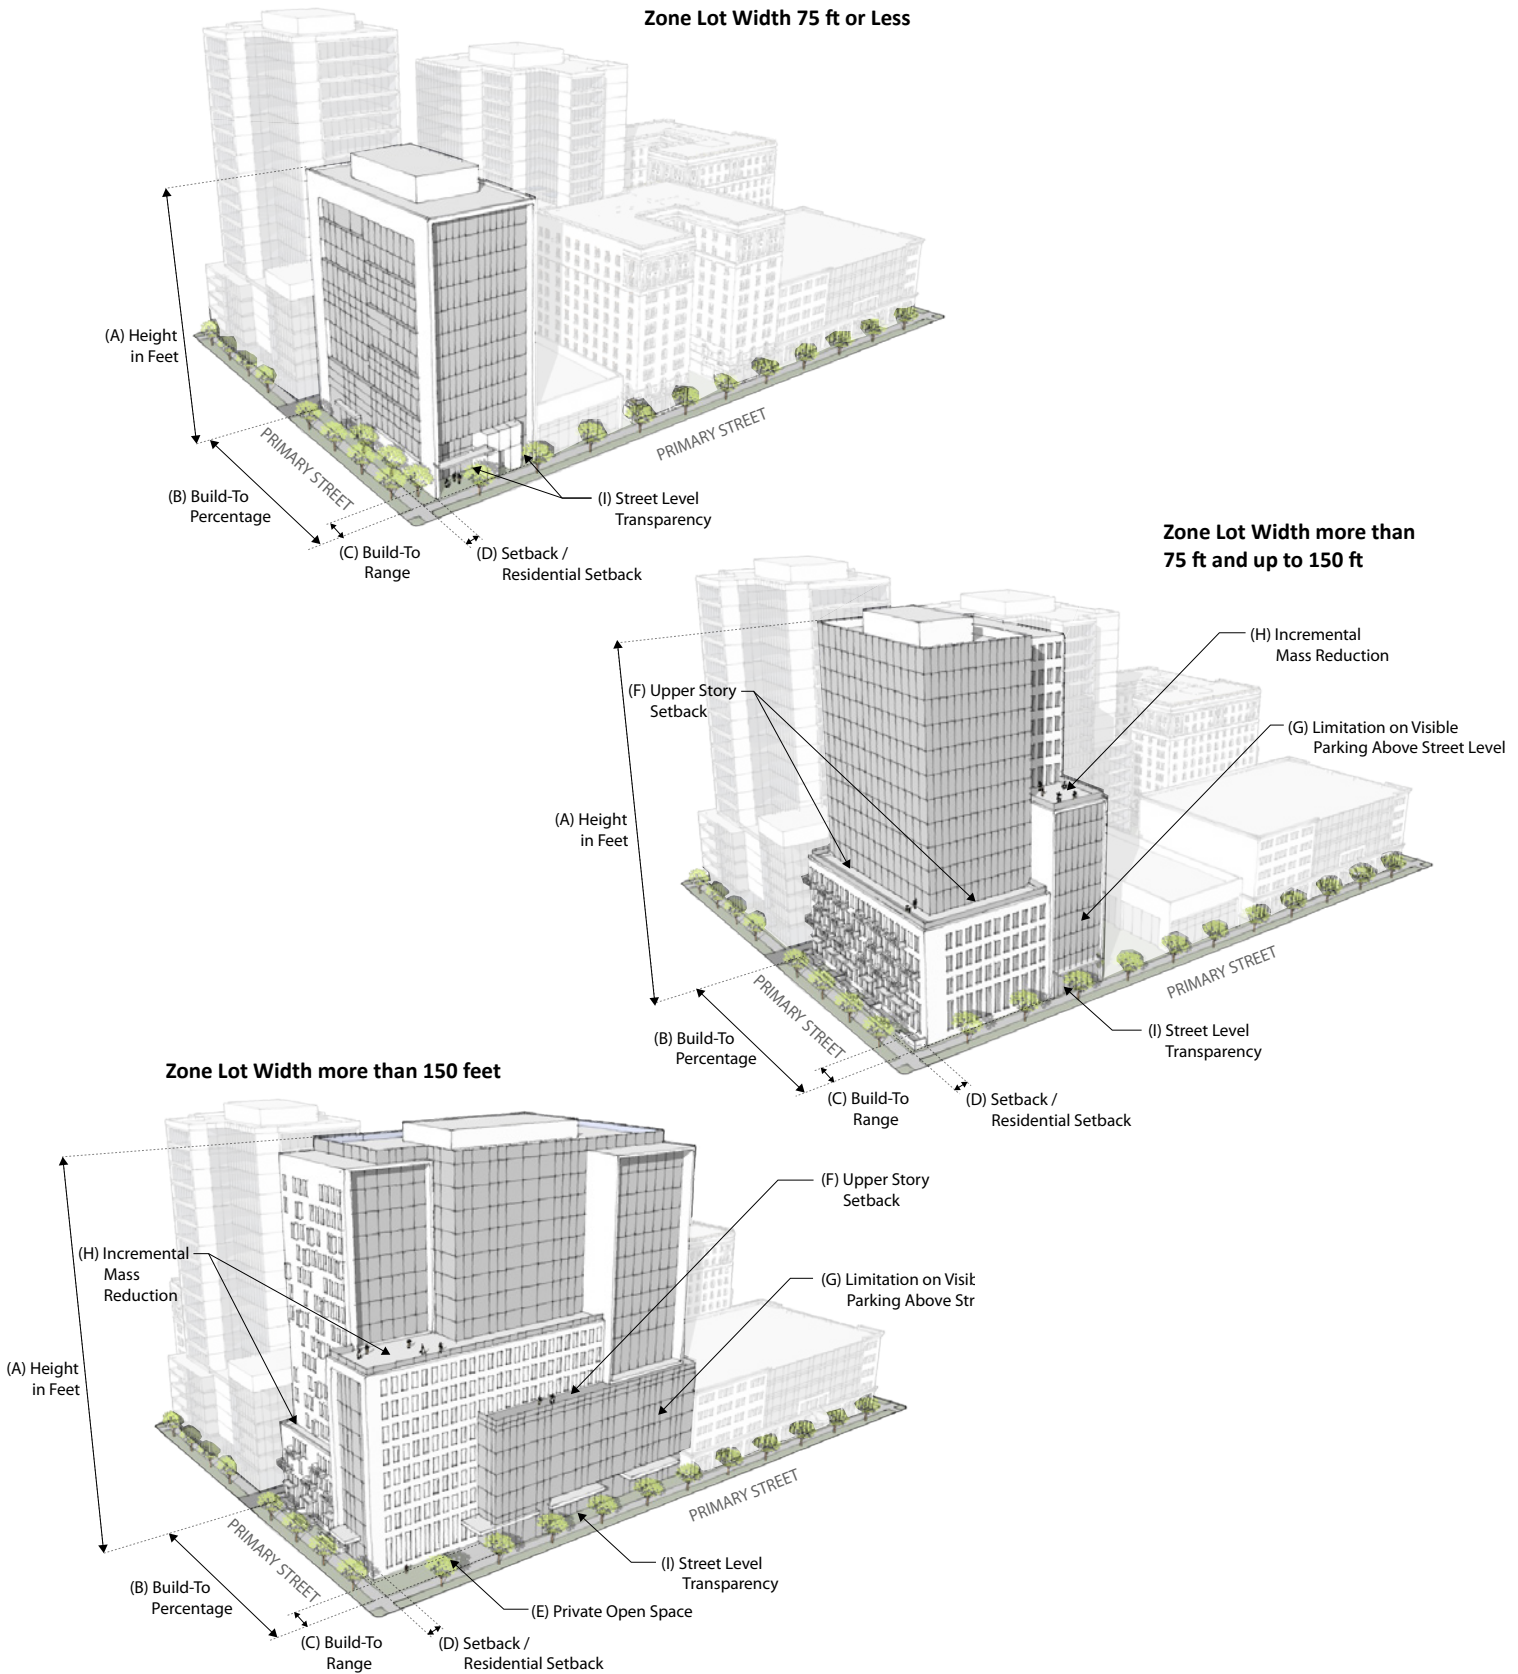 Zone Lot Width 75 ft or Less
(A) Height
in Feet
PRIMARY STREET
PRIMARY STREET
(B) Build-To
Percentage
(C) Build-To
Range
(D) Setback /
Residential Setback
(I) Street Level
Transparency
Zone Lot Width more than
75 ft and up to 150 ft
(H) Incremental
Mass Reduction
(F) Upper Story
Setback
(G) Limitation on Visible
Parking Above Street Level
(A) Height
in Feet
PRIMARY STREET
PRIMARY STREET
(I) Street Level
Transparency
(B) Build-To
Percentage
(C) Build-To
Range
(D) Setback /
Residential Setback
Zone Lot Width more than 150 feet
(F) Upper Story
Setback
(H) Incremental
Mass
Reduction
(G) Limitation on Visib
Parking Above Str
(A) Height
in Feet
PRIMARY STREET
PRIMARY STREET
(I) Street Level
Transparency
(B) Build-To
Percentage
(E) Private Open Space
(C) Build-To
Range
(D) Setback /
Residential Setback